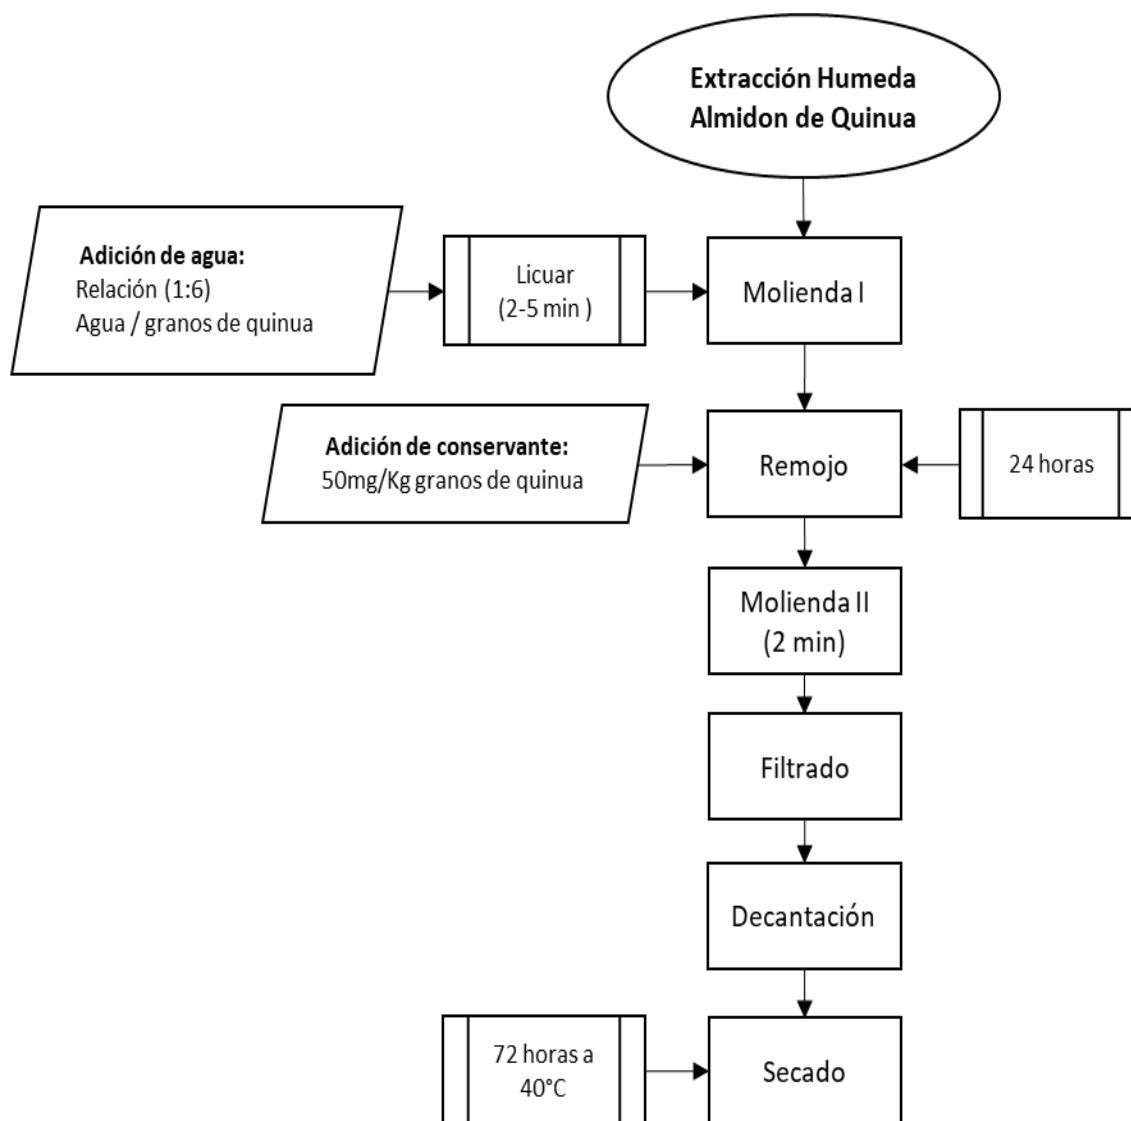 Extracción Humeda
Almidon de Quinua
Adición de agua:
Relación (1:6)
Agua / granos de quinua
Licuar
(2-5 min )
Molienda I
Adición de conservante:
50mg/Kg granos de quinua
Remojo
24 horas
Molienda II
(2 min)
Filtrado
Decantación
72 horas a
40°C
Secado